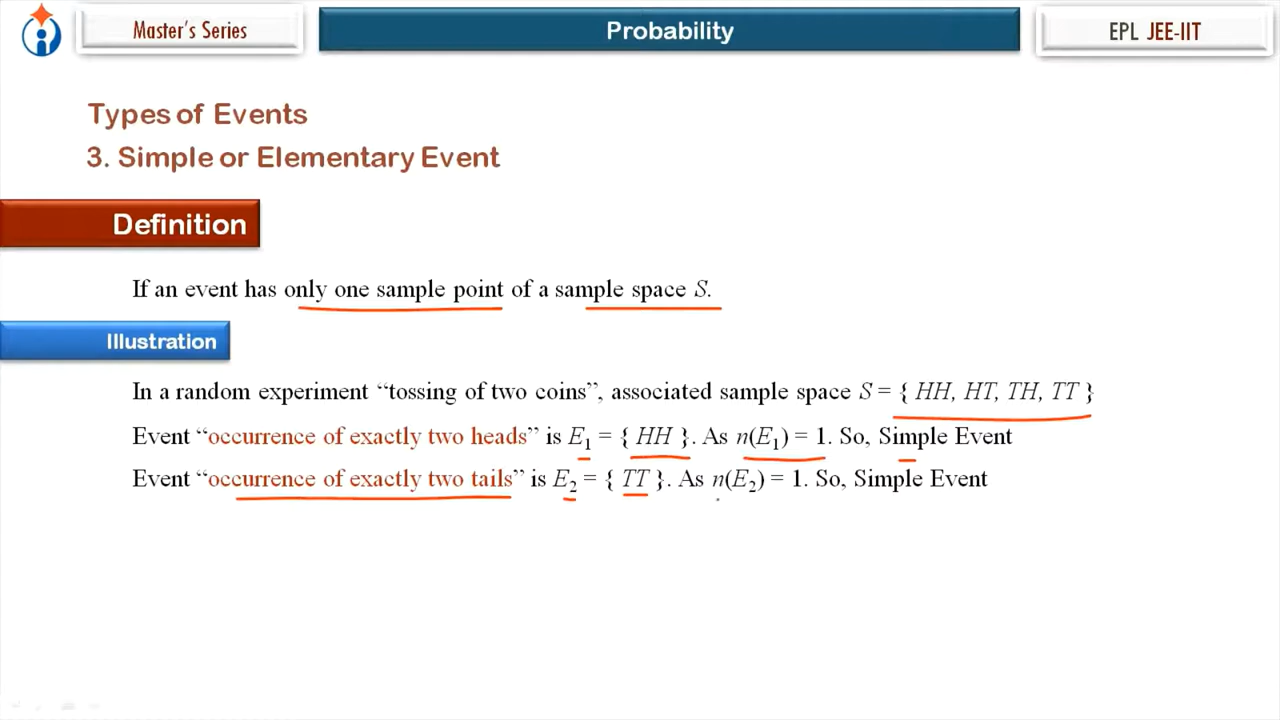 Master's Series
Probability
EPL JEE-IIT
Types of Events
3. Simple or Elementary Event
Definition
If an event has only one sample point of a sample space S.
Illustration
In a random experiment “tossing of two coins”, associated sample space S = { HH, HT, TH, TT }
Event “occurrence of exactly two heads” is E₁ = { HH }. As n(E₁) = 1. So, Simple Event
Event “occurrence of exactly two tails” is E₂ = { TT }. As n(E₂) = 1. So, Simple Event